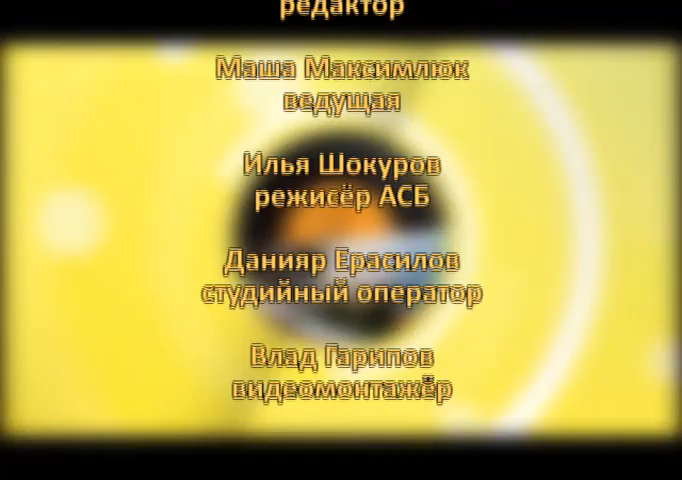 редактор
Маша Максимлюк
ведущая
Илья Шокуров
режисёр АСБ
Данияр Ерасилов
студийный оператор
Влад Гарипов
видеомонтажёр